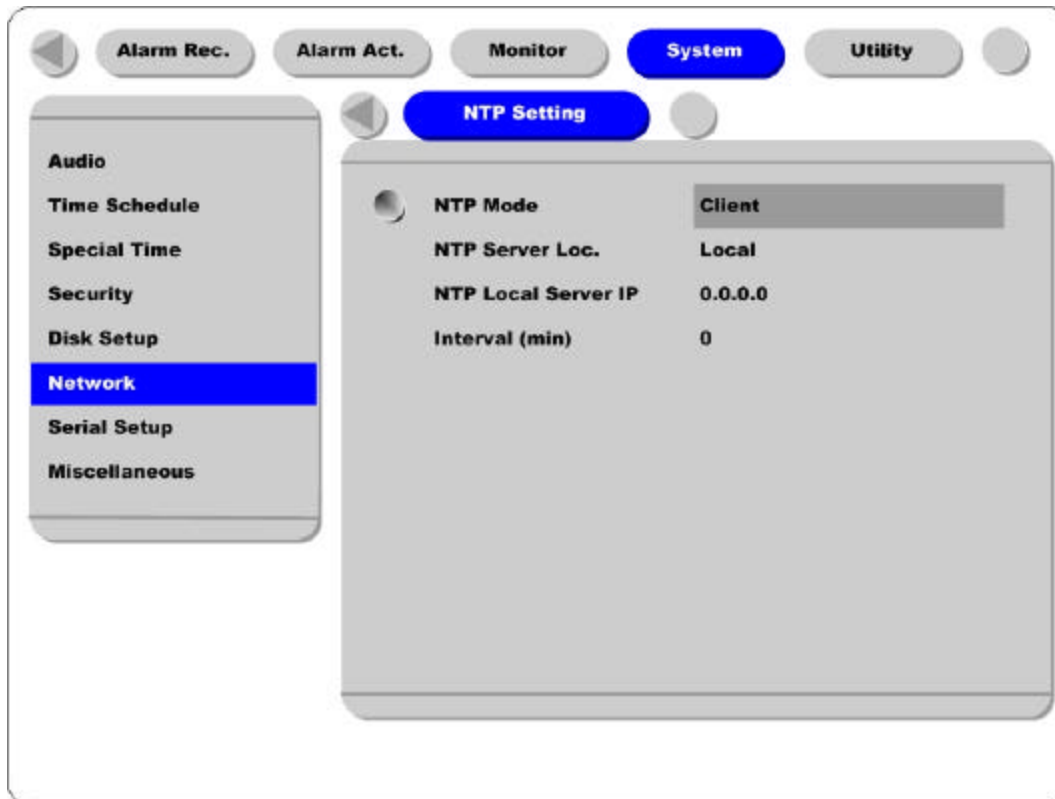 Alarm Rec. Alarm Act. Monitor System Utility
NTP Setting
Audio
Time Schedule
Special Time
Security
Disk Setup
Network
Serial Setup
Miscellaneous
NTP Mode Client
NTP Server Loc. Local
NTP Local Server IP 0.0.0.0
Interval (min) 0